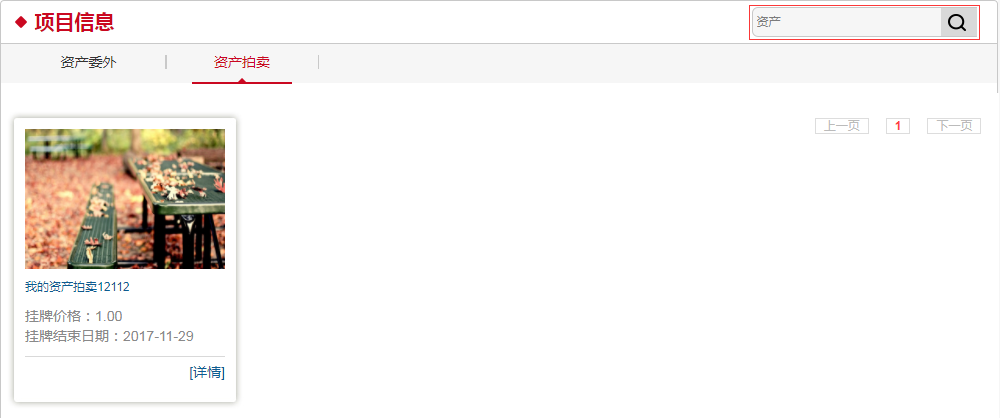 项目信息
资产
资产委外
资产拍卖
上一页 1 下一页
我的资产拍卖12112
挂牌价格：1.00
挂牌结束日期：2017-11-29
[详情]